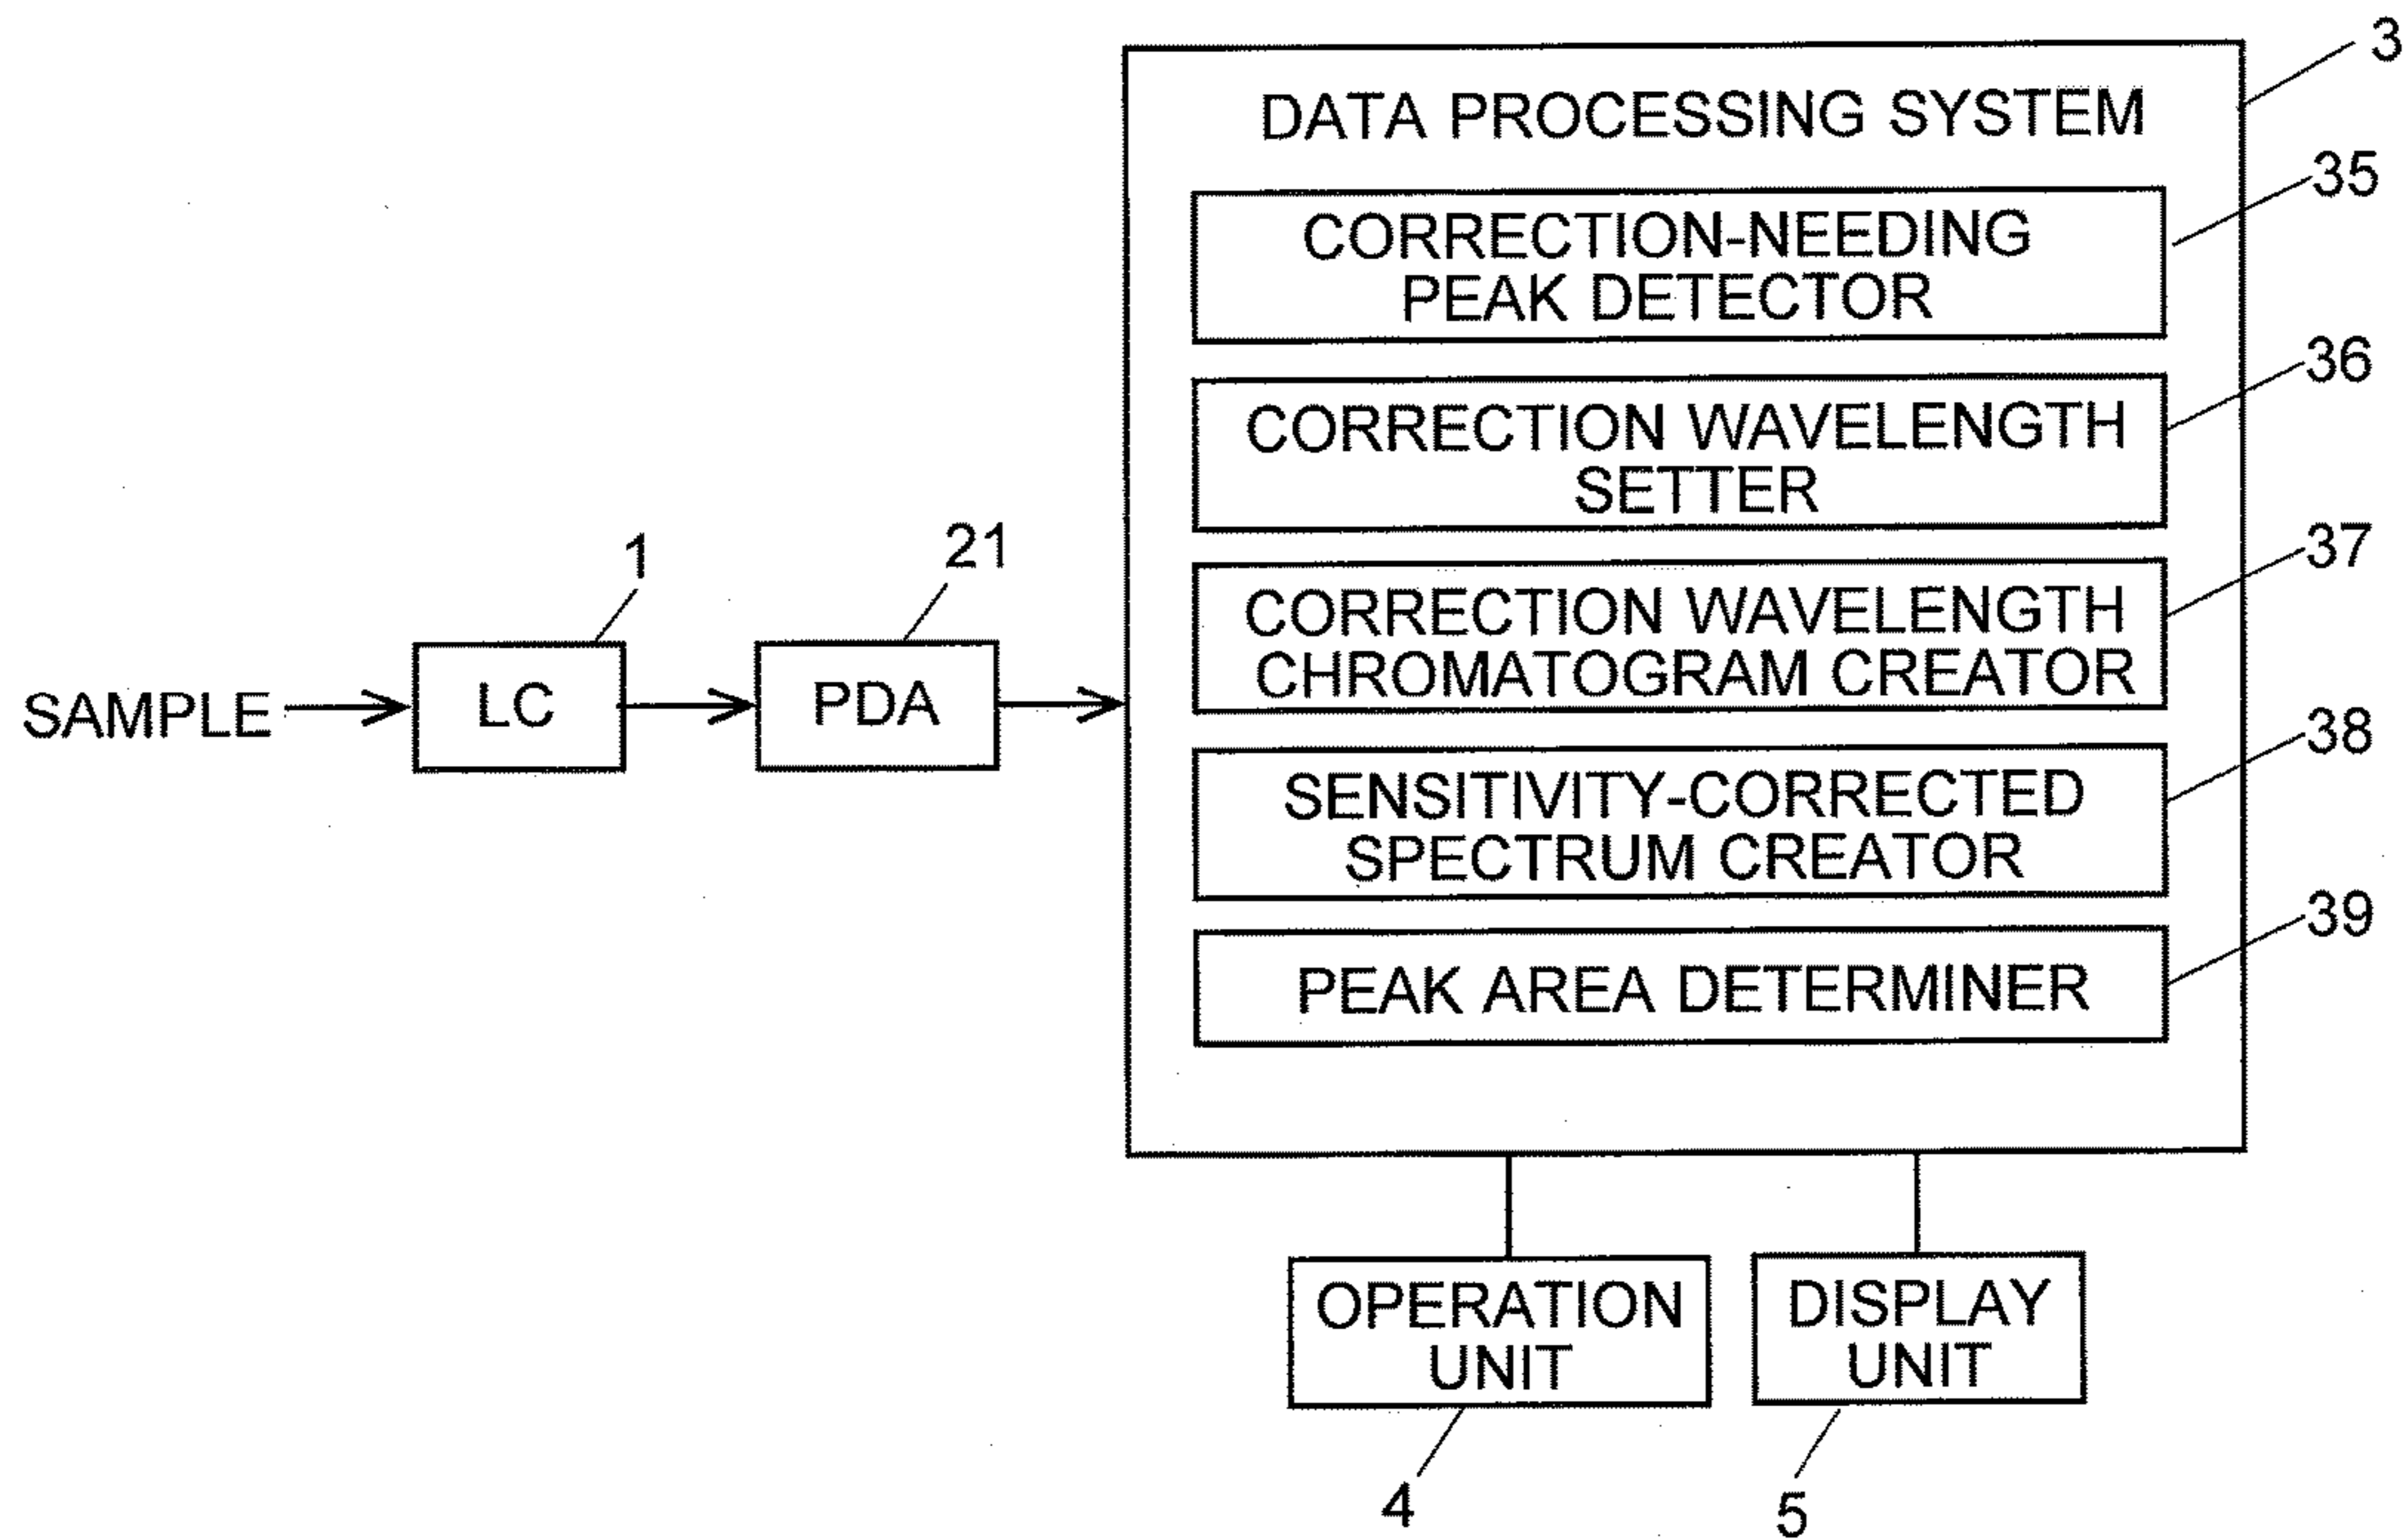 3
DATA PROCESSING SYSTEM
35
CORRECTION-NEEDING
PEAK DETECTOR
36
CORRECTION WAVELENGTH
SETTER
37
CORRECTION WAVELENGTH
CHROMATOGRAM CREATOR
38
SENSITIVITY-CORRECTED
SPECTRUM CREATOR
39
PEAK AREA DETERMINER
1
21
SAMPLE
LC
PDA
OPERATION
UNIT
DISPLAY
UNIT
4
5